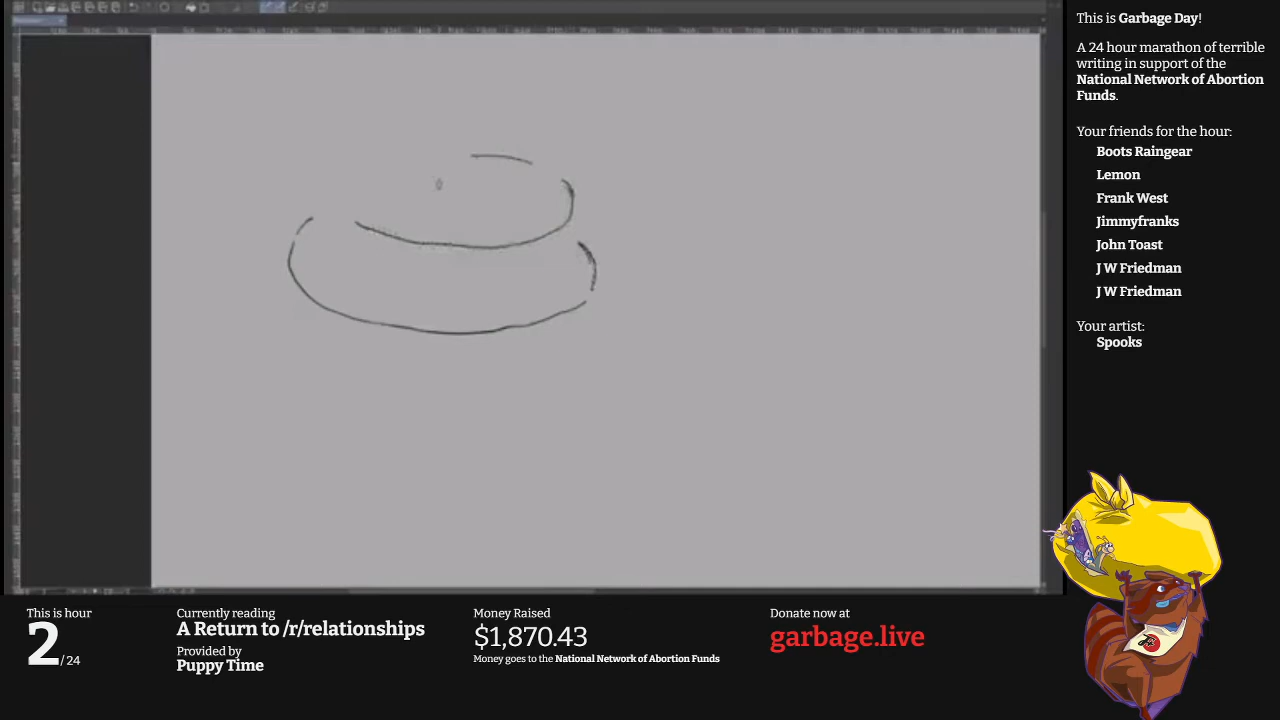 This is Garbage Day!
A 24 hour marathon of terrible
writing in support of the
National Network of Abortion
Funds.
Your friends for the hour:
Boots Raingear
Lemon
Frank West
Jimmyfranks
John Toast
J W Friedman
J W Friedman
Your artist:
Spooks
This is hour
2/24
Currently reading
A Return to /r/relationships
Provided by
Puppy Time
Money Raised
$1,870.43
Money goes to the National Network of Abortion Funds
Donate now at
garbage.live